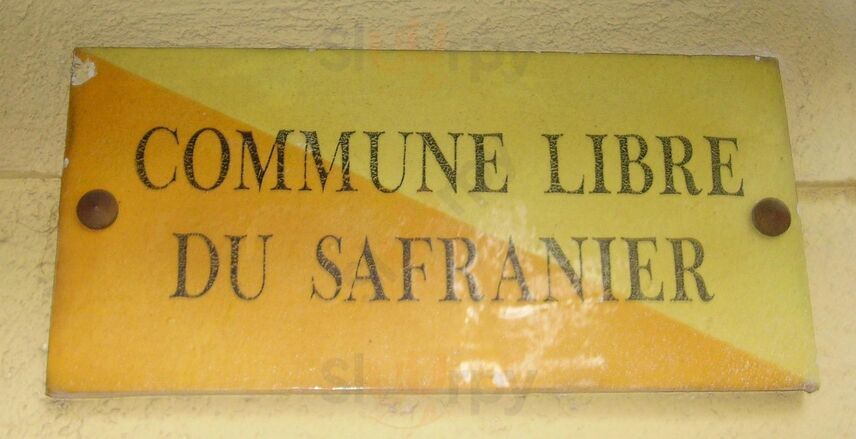 COMMUNE LIBRE
DU SAFRANIER